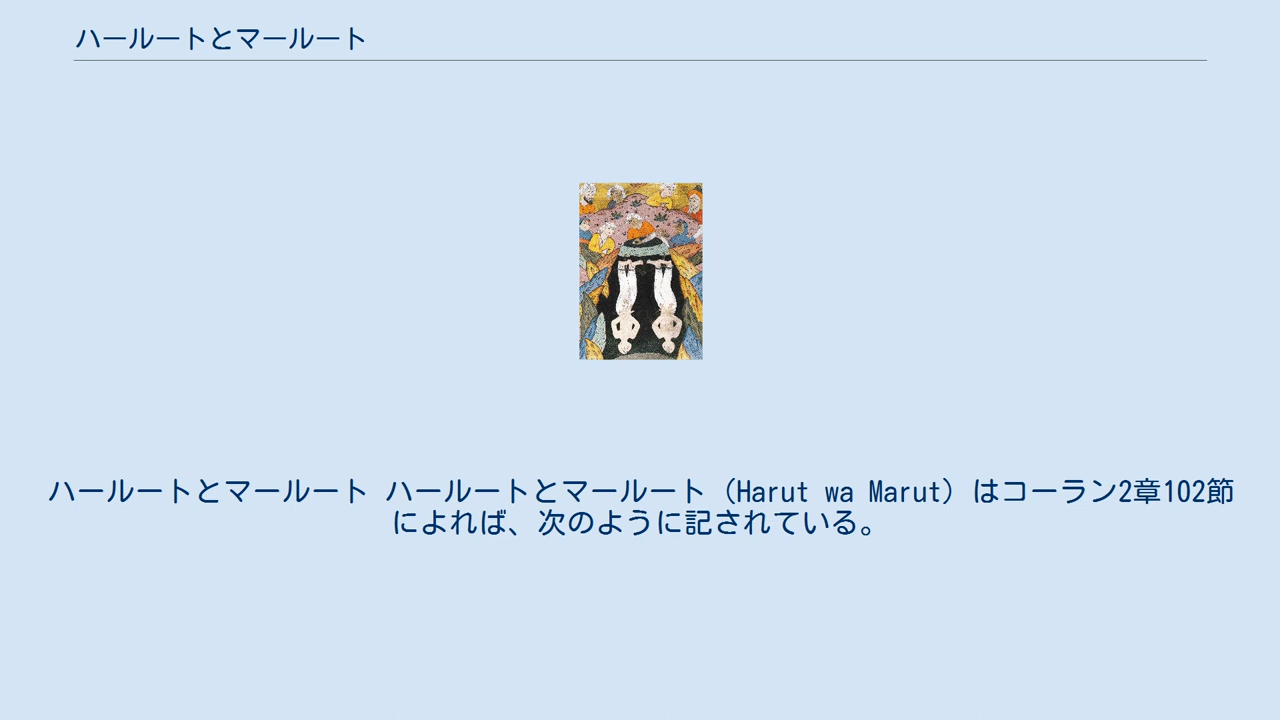 ハールートとマールート
ハールートとマールート ハールートとマールート (Harut wa Marut) はコーラン2章102節
によれば、次のように記されている。